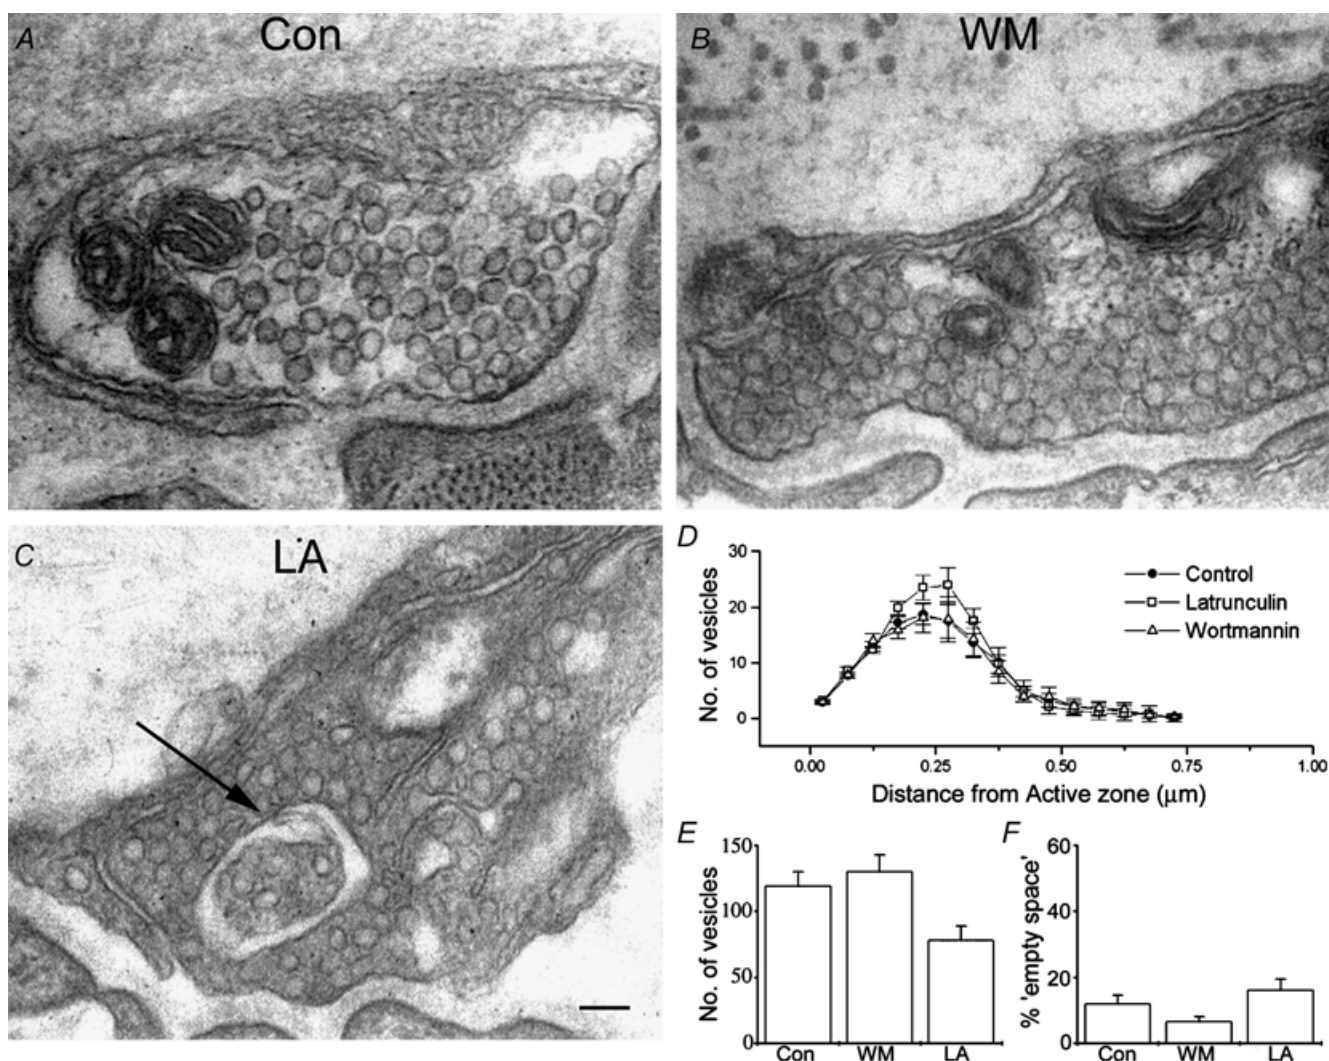 A
Con
B
WM
C
LA
D
30
20
10
0
No. of vesicles
Control
Latrunculin
Wortmannin
0.00
0.25
0.50
0.75
1.00
Distance from Active zone (μm)
E
150
100
50
0
No. of vesicles
Con
WM
LA
F
60
40
20
0
% 'empty space'
Con
WM
LA